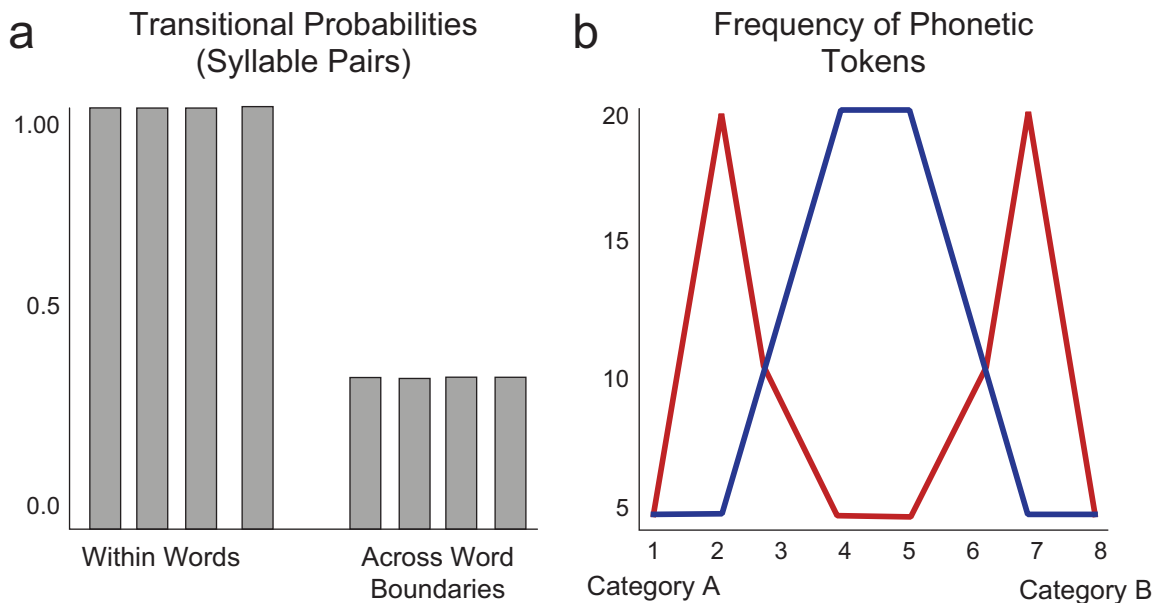 a
Transitional Probabilities
(Syllable Pairs)
1.00
0.5
0.0
Within Words
Across Word
Boundaries
b
Frequency of Phonetic
Tokens
20
15
10
5
1 2 3 4 5 6 7 8
Category A
Category B